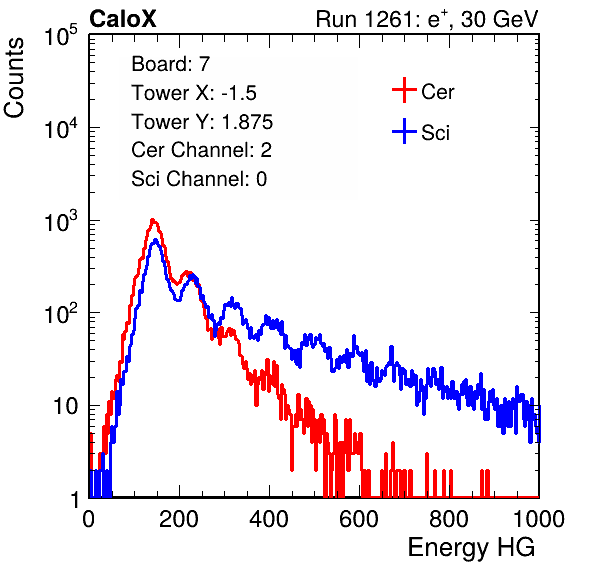 CaloX Run 1261: e⁺, 30 GeV
Counts
Board: 7
Tower X: -1.5
Tower Y: 1.875
Cer Channel: 2
Sci Channel: 0
Cer
Sci
10⁵
10⁴
10³
10²
10
1
0 200 400 600 800 1000
Energy HG